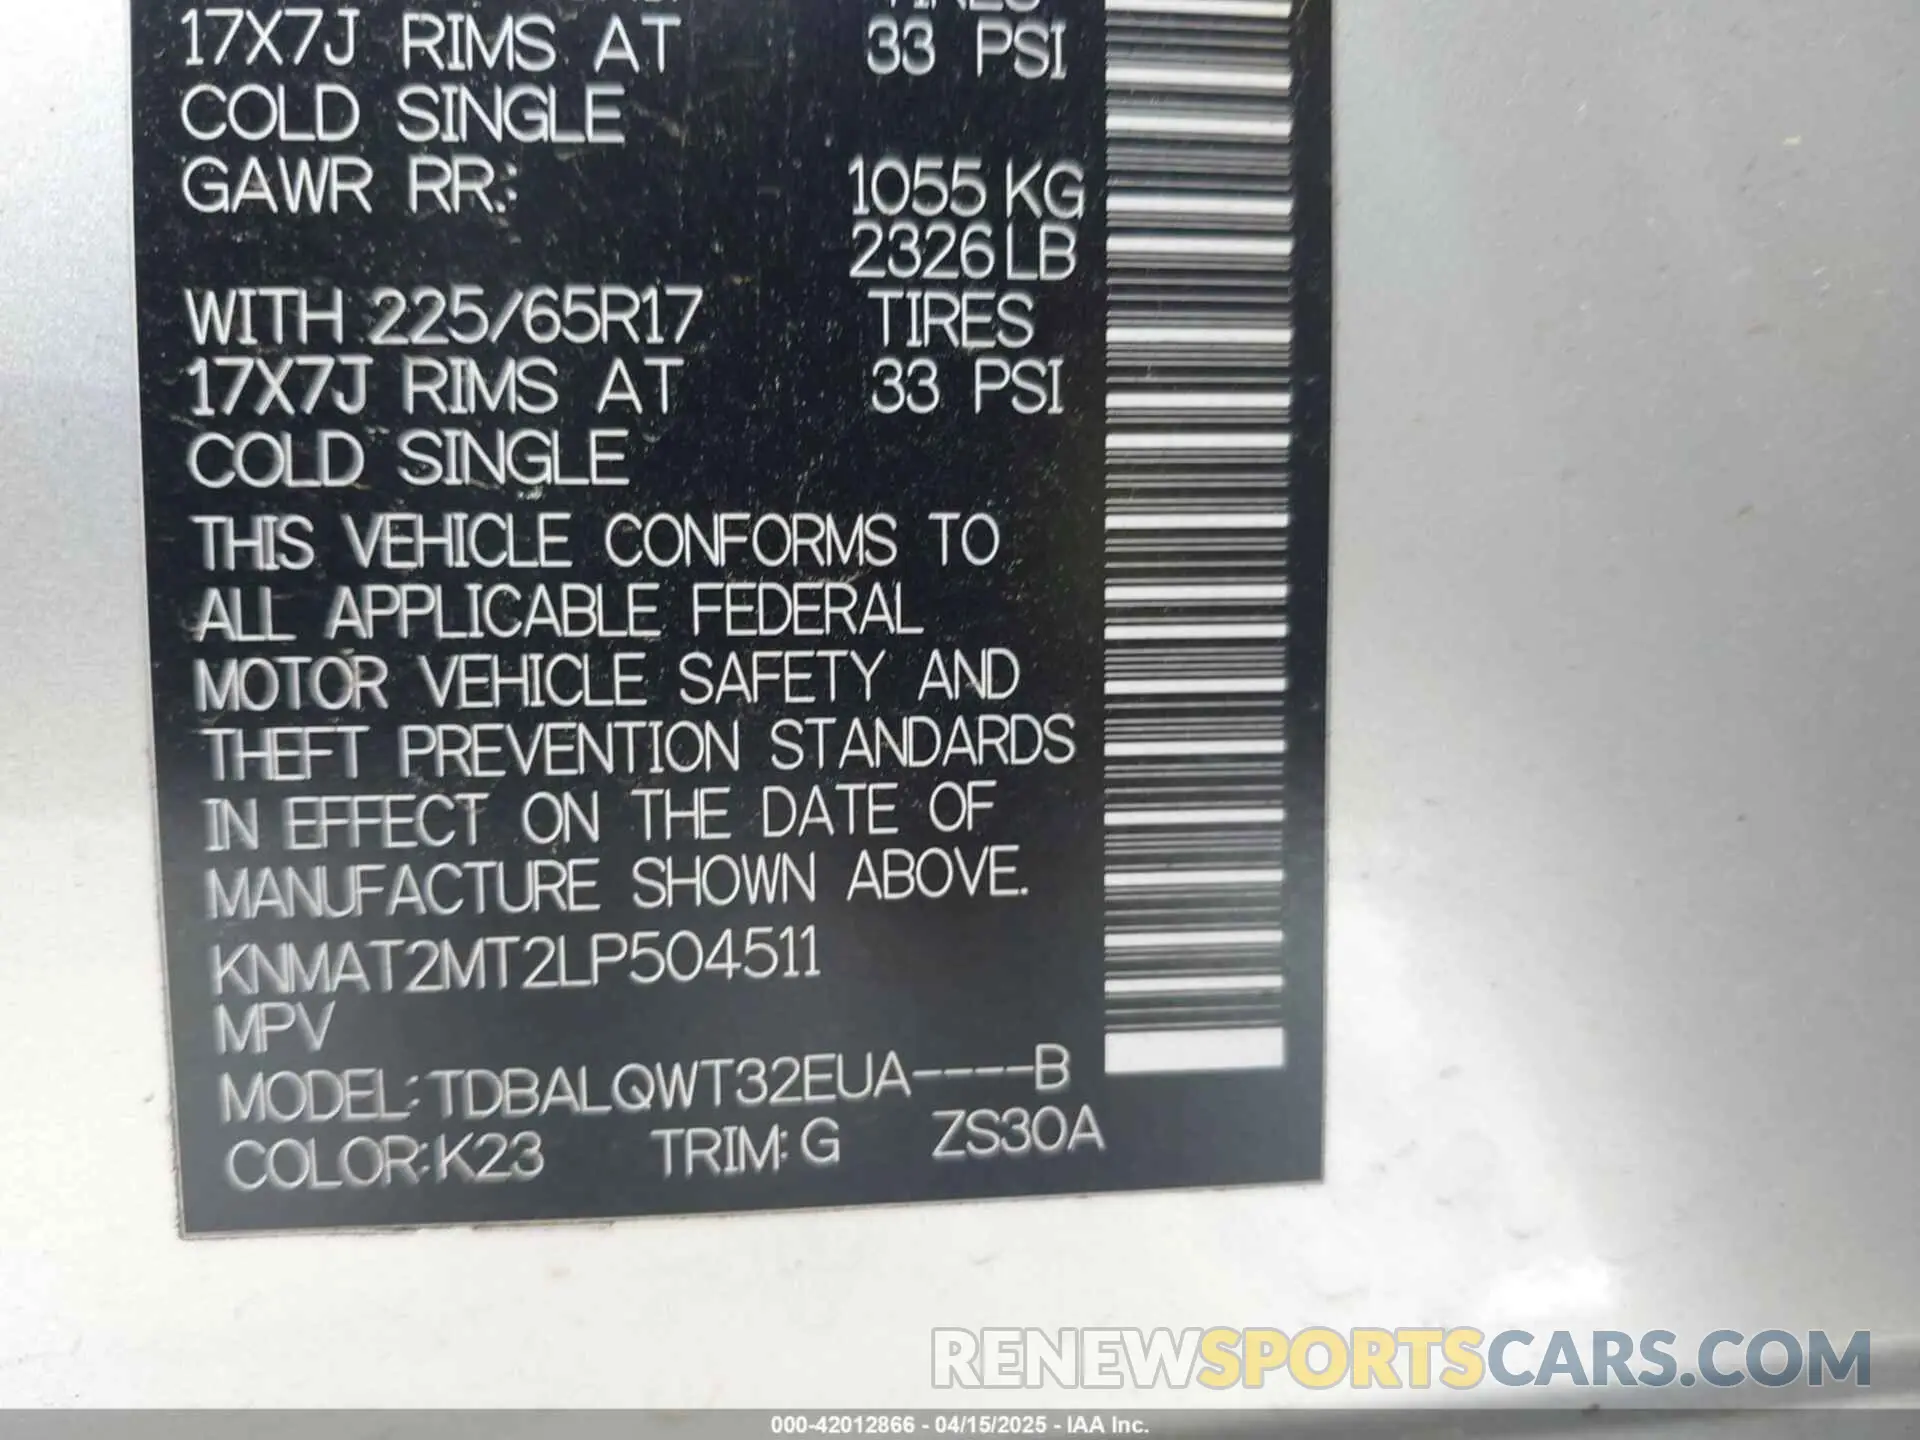 TIRES
17X7J RIMS AT 33 PSI
COLD SINGLE
GAWR RR.: 1055 KG
2326 LB
WITH 225/65R17 TIRES
17X7J RIMS AT 33 PSI
COLD SINGLE
THIS VEHICLE CONFORMS TO
ALL APPLICABLE FEDERAL
MOTOR VEHICLE SAFETY AND
THEFT PREVENTION STANDARDS
IN EFFECT ON THE DATE OF
MANUFACTURE SHOWN ABOVE.
KNMAT2MT2LP504511
MPV
MODEL: TDBALQWT32EUA----B
COLOR: K23 TRIM: G ZS30A
RENEWSPORTSCARS.COM
000-42012866 - 04/15/2025 - IAA Inc.